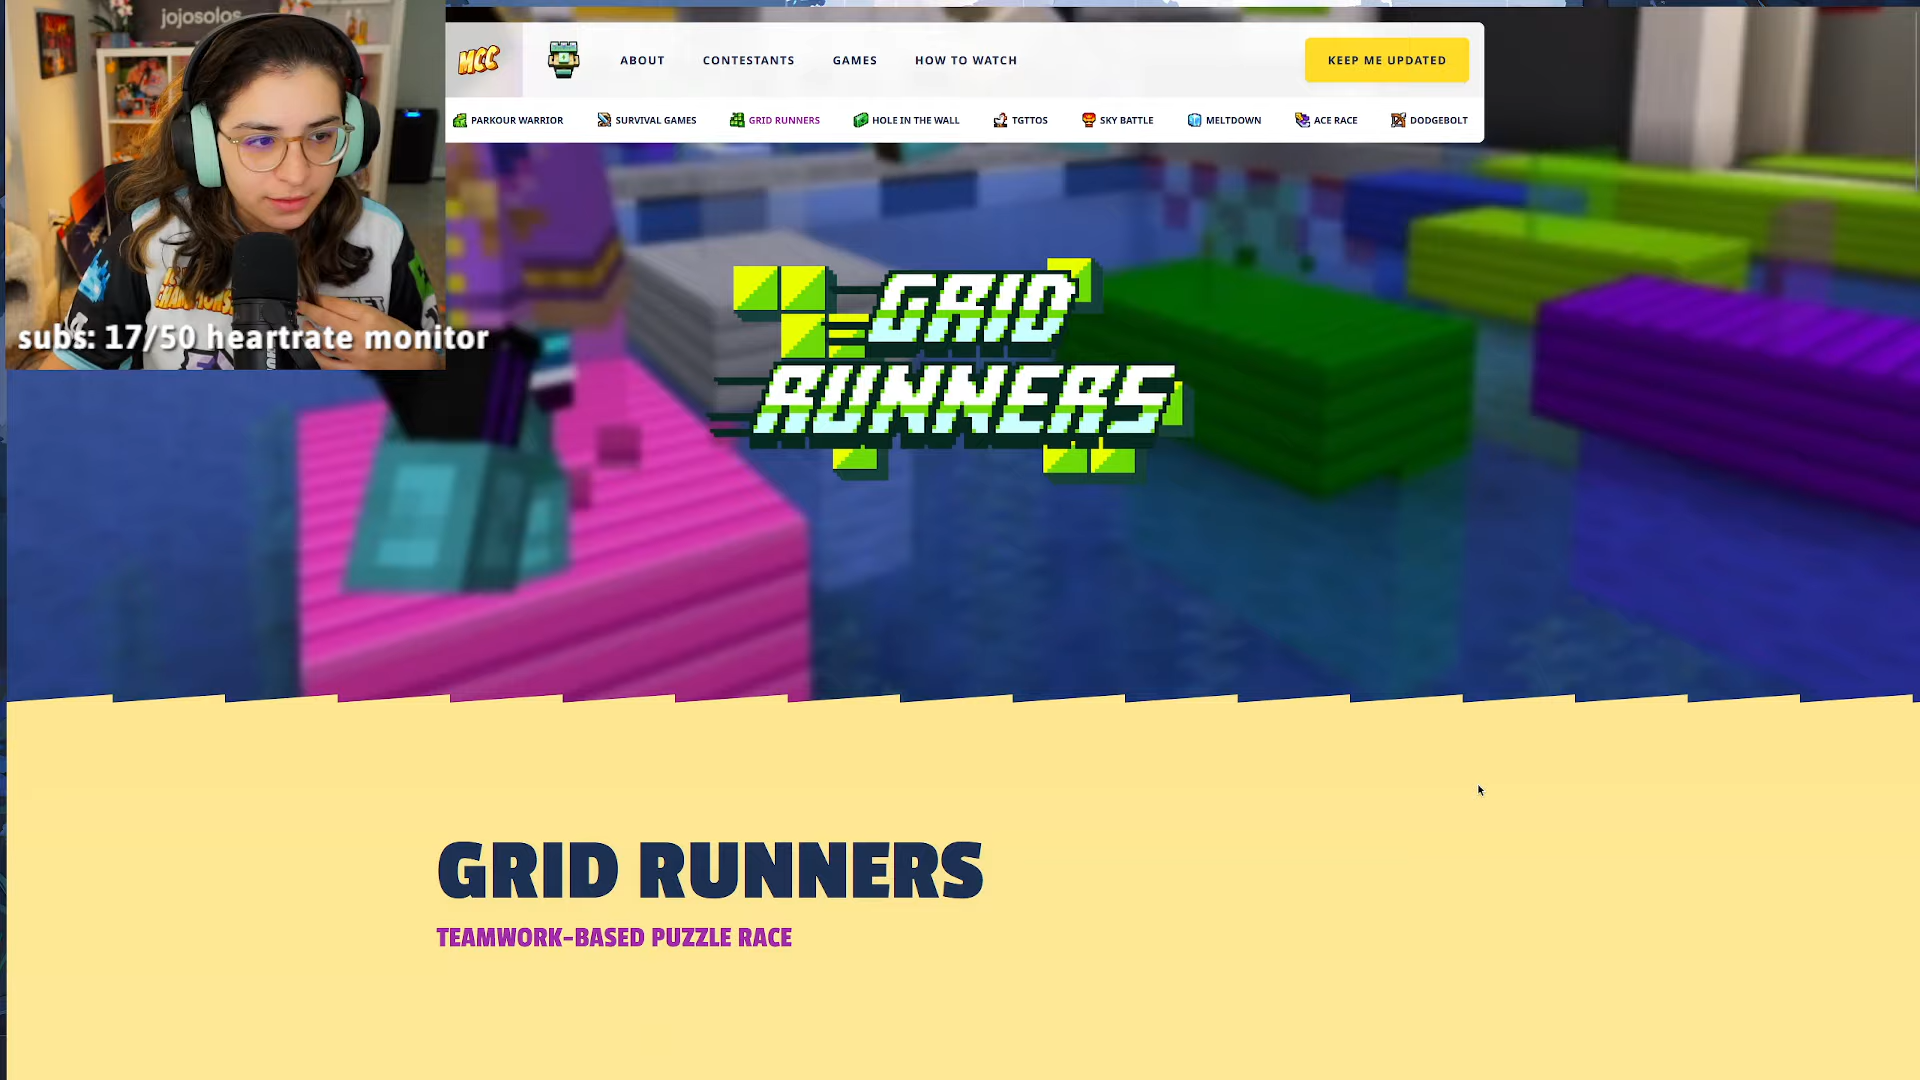 jojosolos
MCC
ABOUT
CONTESTANTS
GAMES
HOW TO WATCH
KEEP ME UPDATED
PARKOUR WARRIOR
SURVIVAL GAMES
GRID RUNNERS
HOLE IN THE WALL
TGTTOS
SKY BATTLE
MELTDOWN
ACE RACE
DODGEBOLT
subs: 17/50 heartrate monitor
GRID
RUNNERS
GRID RUNNERS
TEAMWORK-BASED PUZZLE RACE